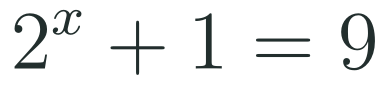 2^x + 1 = 9